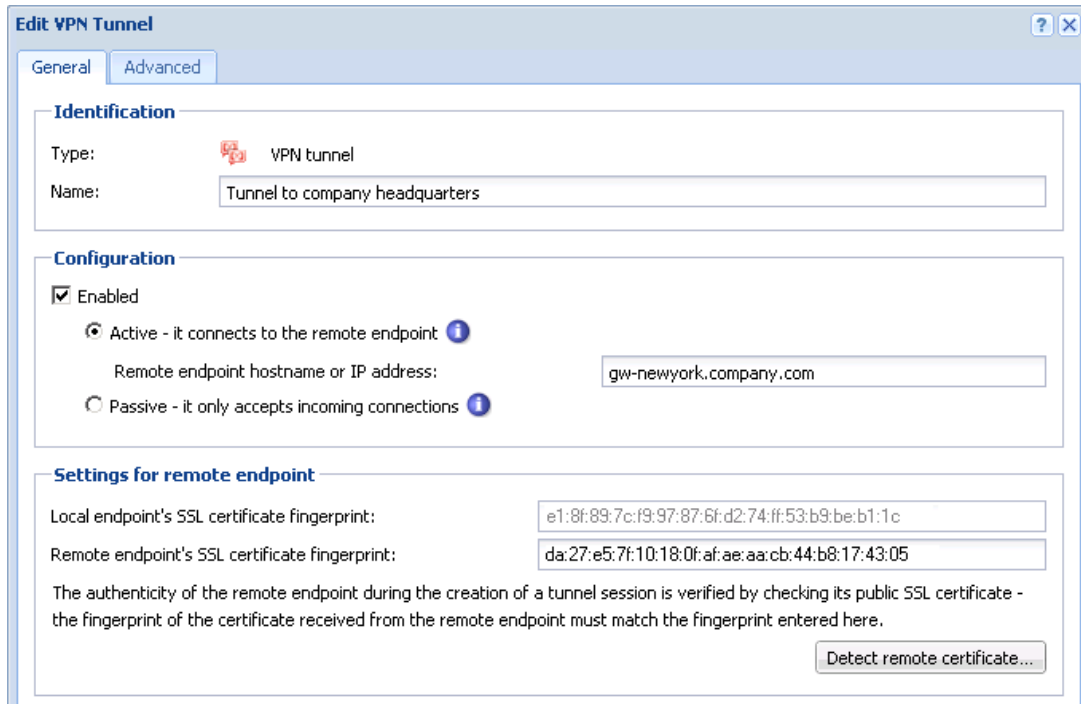 Edit VPN Tunnel
General Advanced
Identification
Type: VPN tunnel
Name: Tunnel to company headquarters
Configuration
Enabled
Active - it connects to the remote endpoint
Remote endpoint hostname or IP address: gw-newyork.company.com
Passive - it only accepts incoming connections
Settings for remote endpoint
Local endpoint's SSL certificate fingerprint: e1:8f:89:7c:f9:97:87:6f:d2:74:ff:53:b9:be:b1:1c
Remote endpoint's SSL certificate fingerprint: da:27:e5:7f:10:18:0f:af:ae:aa:cb:44:b8:17:43:05
The authenticity of the remote endpoint during the creation of a tunnel session is verified by checking its public SSL certificate -
the fingerprint of the certificate received from the remote endpoint must match the fingerprint entered here.
Detect remote certificate...